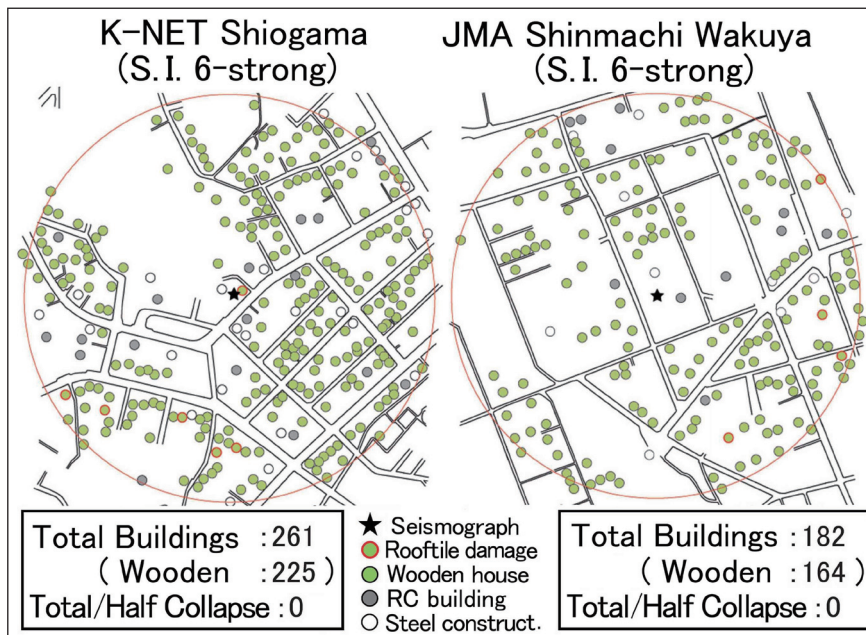 K-NET Shiogama
(S.I. 6-strong)
JMA Shinmachi Wakuya
(S.I. 6-strong)
Total Buildings :261
( Wooden :225 )
Total/Half Collapse :0
★ Seismograph
Rooftile damage
Wooden house
RC building
Steel construct.
Total Buildings :182
( Wooden :164 )
Total/Half Collapse :0